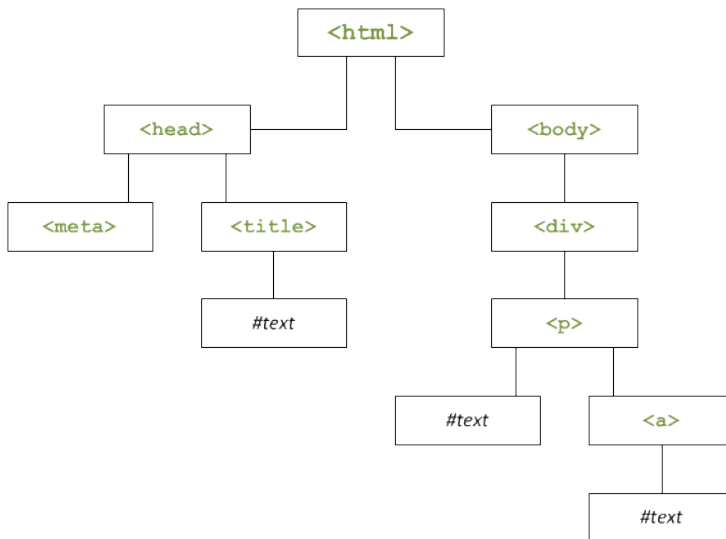 <html>
<head>
<body>
<meta>
<title>
<div>
#text
<p>
#text
<a>
#text